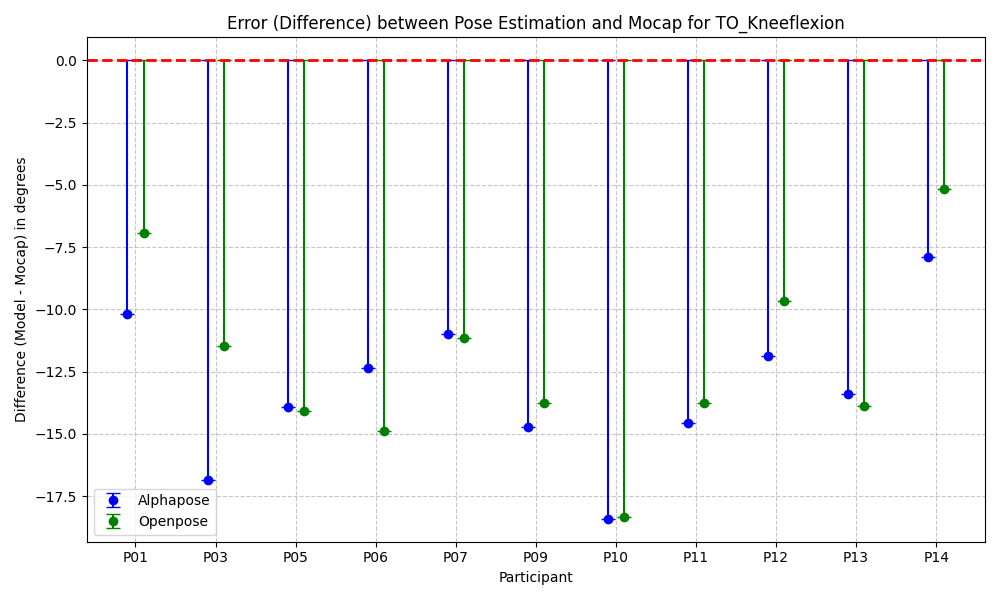 Error (Difference) between Pose Estimation and Mocap for TO_Kneeflexion
Difference (Model - Mocap) in degrees
0.0
−2.5
−5.0
−7.5
−10.0
−12.5
−15.0
−17.5
Alphapose
Openpose
P01 P03 P05 P06 P07 P09 P10 P11 P12 P13 P14
Participant